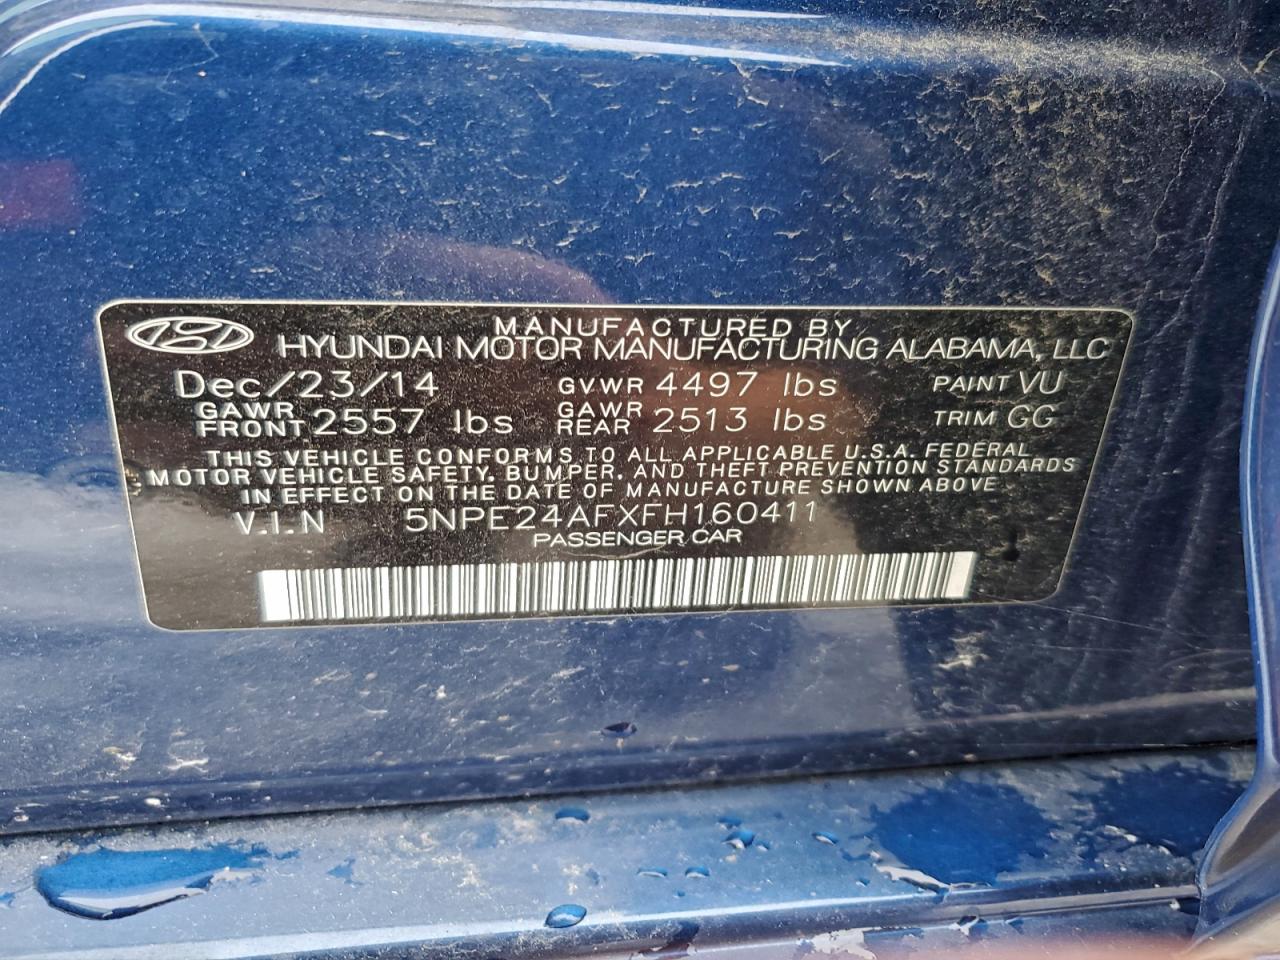 MANUFACTURED BY
HYUNDAI MOTOR MANUFACTURING ALABAMA, LLC
Dec/23/14 GVWR 4497 lbs PAINT VU
GAWR FRONT 2557 lbs GAWR REAR 2513 lbs TRIM GG
THIS VEHICLE CONFORMS TO ALL APPLICABLE U.S.A. FEDERAL
MOTOR VEHICLE SAFETY, BUMPER, AND THEFT PREVENTION STANDARDS
IN EFFECT ON THE DATE OF MANUFACTURE SHOWN ABOVE
V.I.N 5NPE24AFXFH160411
PASSENGER CAR